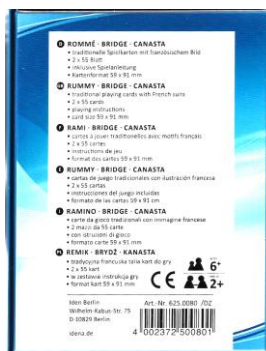 D ROMMÉ · BRIDGE · CANASTA
• traditionelle Spielkarten mit französischem Bild
• 2 x 55 Blatt
• inklusive Spielanleitung
• Kartenformat 59 x 91 mm
GB RUMMY · BRIDGE · CANASTA
• traditional playing cards with French suits
• 2 x 55 cards
• playing instructions
• card size 59 x 91 mm
F RAMI · BRIDGE · CANASTA
• cartes à jouer traditionelles avec motifs français
• 2 x 55 cartes
• instructions de jeu
• format des cartes 59 x 91 mm
E RUMMY · BRIDGE · CANASTA
• cartas de juego tradicionales con ilustración francesa
• 2 x 55 cartas
• instrucciones del juego incluidas
• formato de las cartas 59 x 91 cm
I RAMINO · BRIDGE · CANASTA
• carte da gioco tradizionali con immagine francese
• 2 mazzi da 55 carte
• con istruzioni di gioco
• formato carte 59 x 91 mm
PL REMIK · BRYDŻ · KANASTA
• tradycyjna francuska talia kart do gry
• 2 x 55 kart
• w zestawie instrukcja gry
• format kart 59 x 91 mm
CE
6+
2+
Iden Berlin
Wilhelm-Kabus-Str. 75
D-10829 Berlin
idena.de
Art.-Nr. 625 0080 /DZ
4 002372 500801